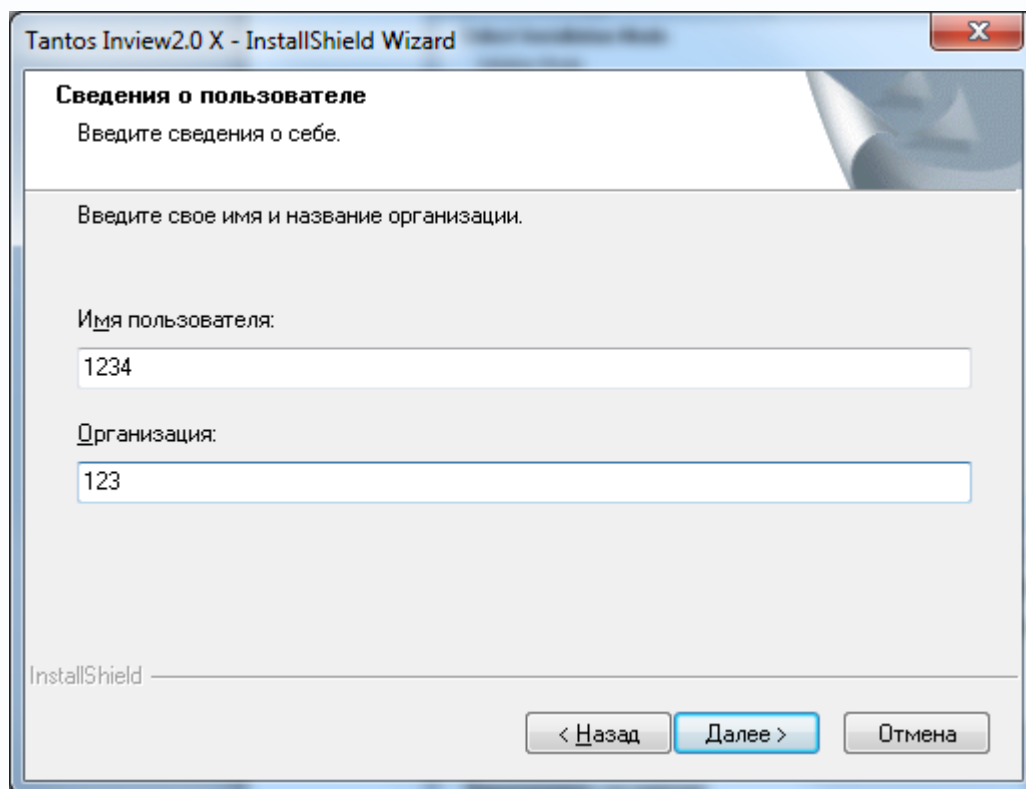 Tantos Inview2.0 X - InstallShield Wizard
Сведения о пользователе
Введите сведения о себе.
Введите свое имя и название организации.
Имя пользователя:
1234
Организация:
123
InstallShield
< Назад Далее > Отмена